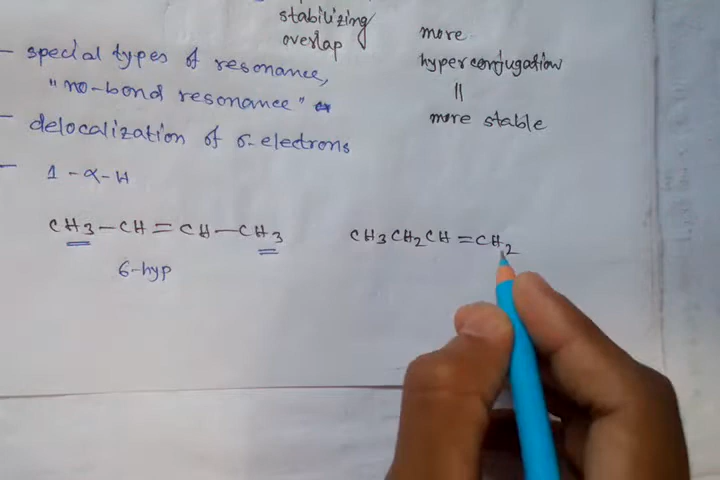 stabilizing
overlap
- special types of resonance,
"no-bond resonance"
- delocalization of σ-electrons
- 1-α-H
more
hyperconjugation
||
more stable
CH3-CH=CH-CH3
6-hyp
CH3CH2CH=CH2